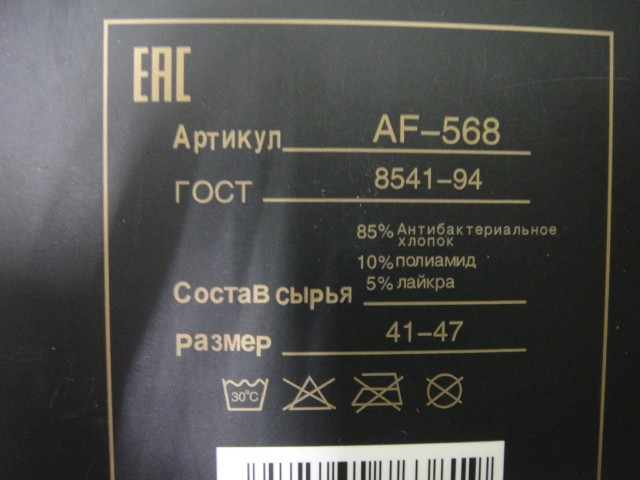 EAC
Артикул AF-568
ГОСТ 8541-94
85% Антибактериальное
хлопок
10% полиамид
Состав сырья 5% лайкра
размер 41-47
30°C